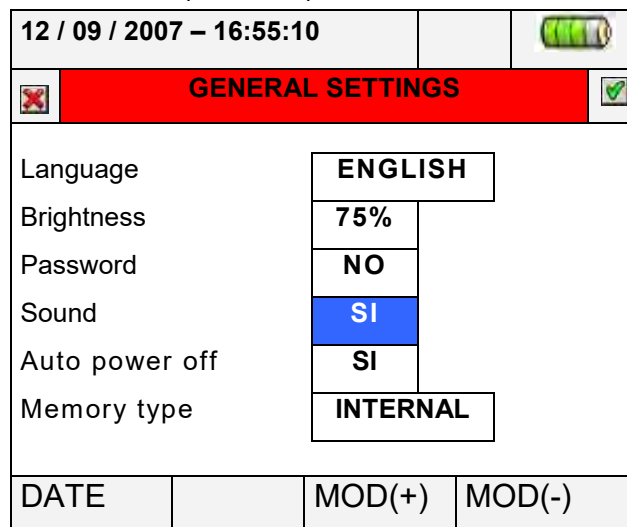 12 / 09 / 2007 – 16:55:10
GENERAL SETTINGS
Language ENGLISH
Brightness 75%
Password NO
Sound SI
Auto power off SI
Memory type INTERNAL
DATE MOD(+) MOD(-)